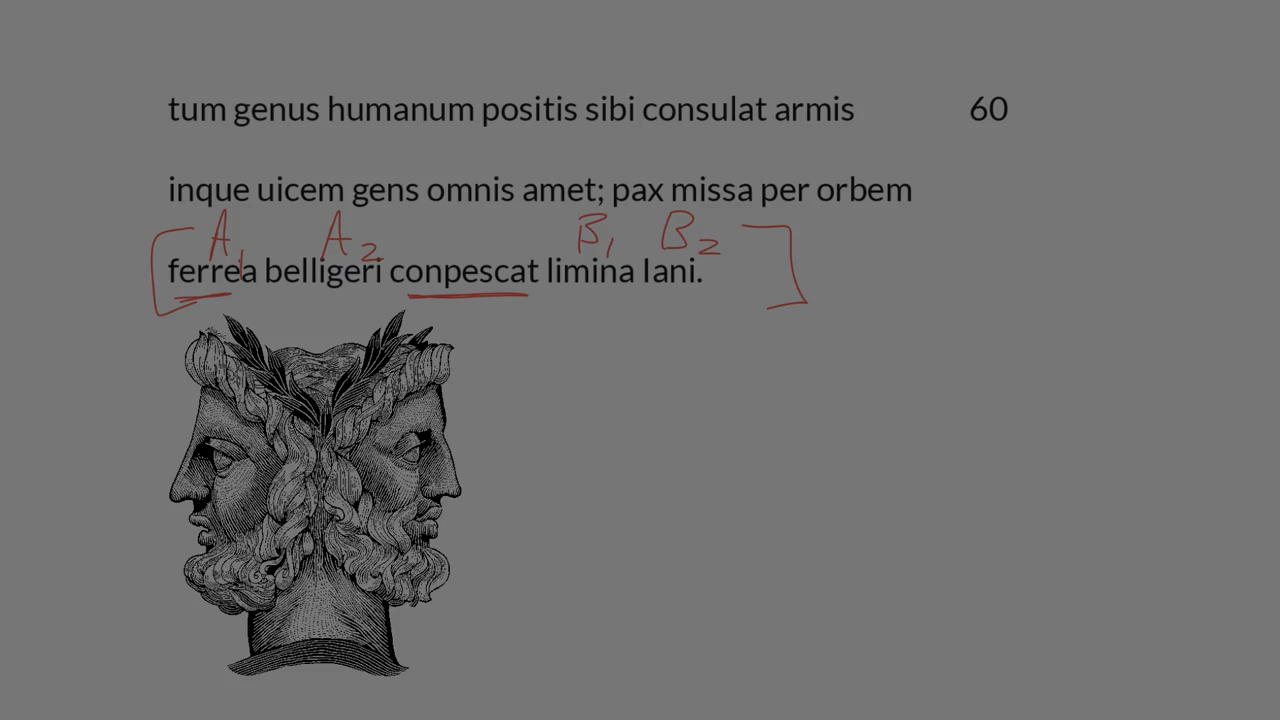 tum genus humanum positis sibi consulat armis 60
inque uicem gens omnis amet; pax missa per orbem
A1 A2 B1 B2
ferrea belligeri conpescat limina Iani.